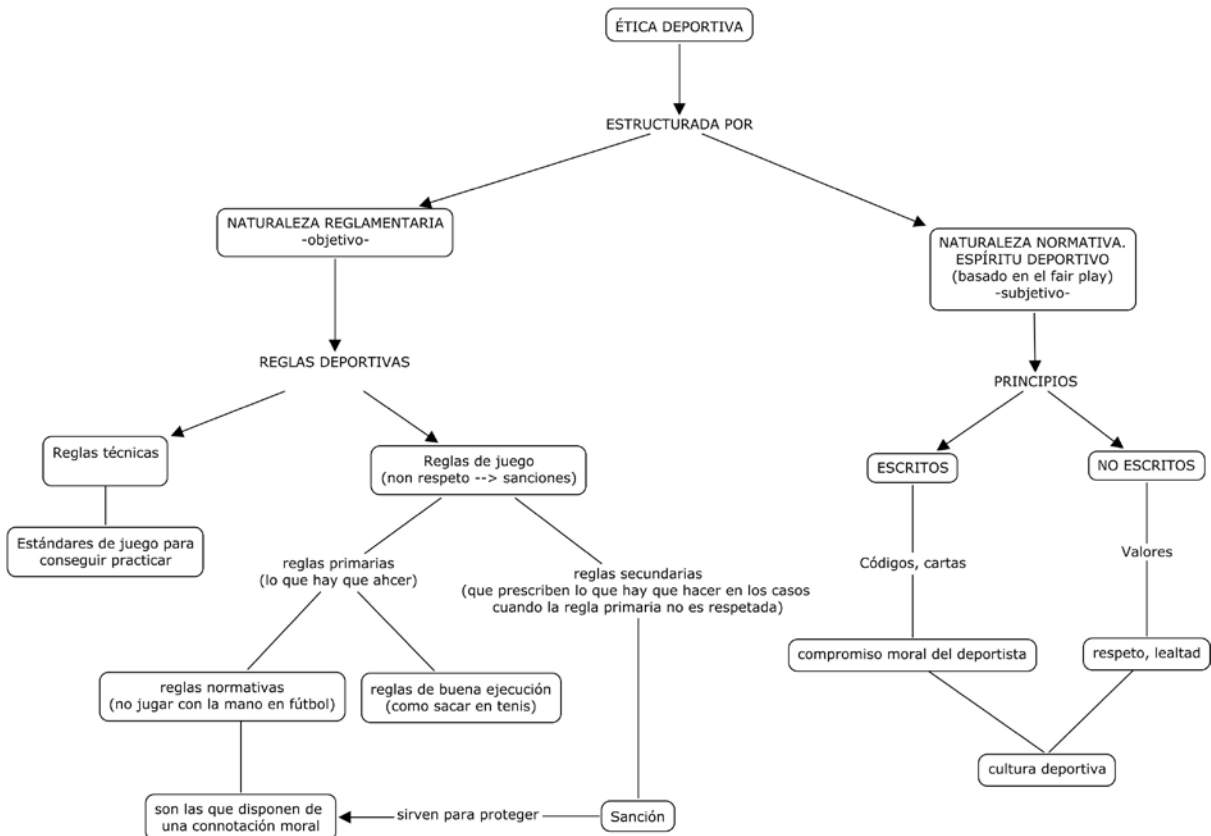 ÉTICA DEPORTIVA
ESTRUCTURADA POR
NATURALEZA REGLAMENTARIA
-objetivo-
NATURALEZA NORMATIVA.
ESPÍRITU DEPORTIVO
(basado en el fair play)
-subjetivo-
REGLAS DEPORTIVAS
PRINCIPIOS
Reglas técnicas
Reglas de juego
(non respeto --> sanciones)
ESCRITOS
NO ESCRITOS
Estándares de juego para
conseguir practicar
reglas primarias
(lo que hay que ahcer)
reglas secundarias
(que prescriben lo que hay que hacer en los casos
cuando la regla primaria no es respetada)
Códigos, cartas
Valores
compromiso moral del deportista
respeto, lealtad
reglas normativas
(no jugar con la mano en fútbol)
reglas de buena ejecución
(como sacar en tenis)
cultura deportiva
son las que disponen de
una connotación moral
sirven para proteger
Sanción